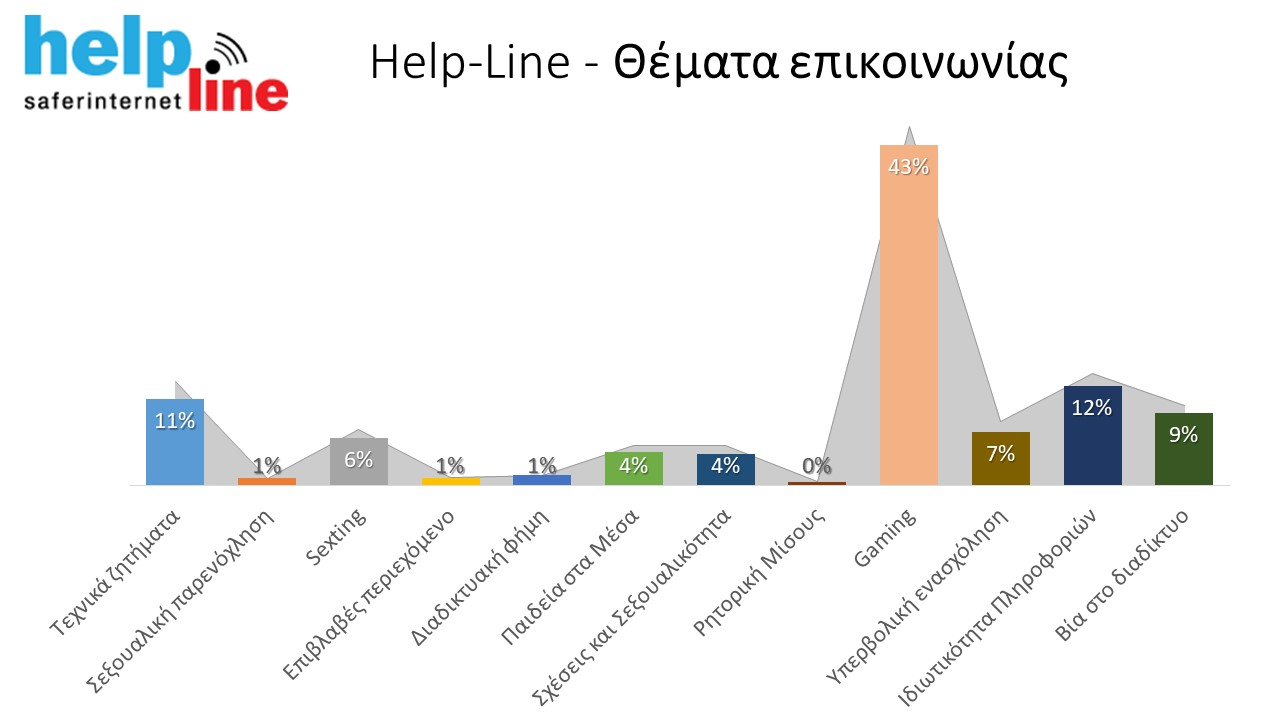 help
line
saferinternet
Help-Line - Θέματα επικοινωνίας
11%
1%
6%
1%
1%
4%
4%
0%
43%
7%
12%
9%
Τεχνικά ζητήματα
Σεξουαλική παρενόχληση
Sexting
Επιβλαβές περιεχόμενο
Διαδικτυακή φήμη
Παιδεία στα Μέσα
Σχέσεις και Σεξουαλικότητα
Ρητορική Μίσους
Gaming
Υπερβολική ενασχόληση
Ιδιωτικότητα Πληροφοριών
Βία στο διαδίκτυο